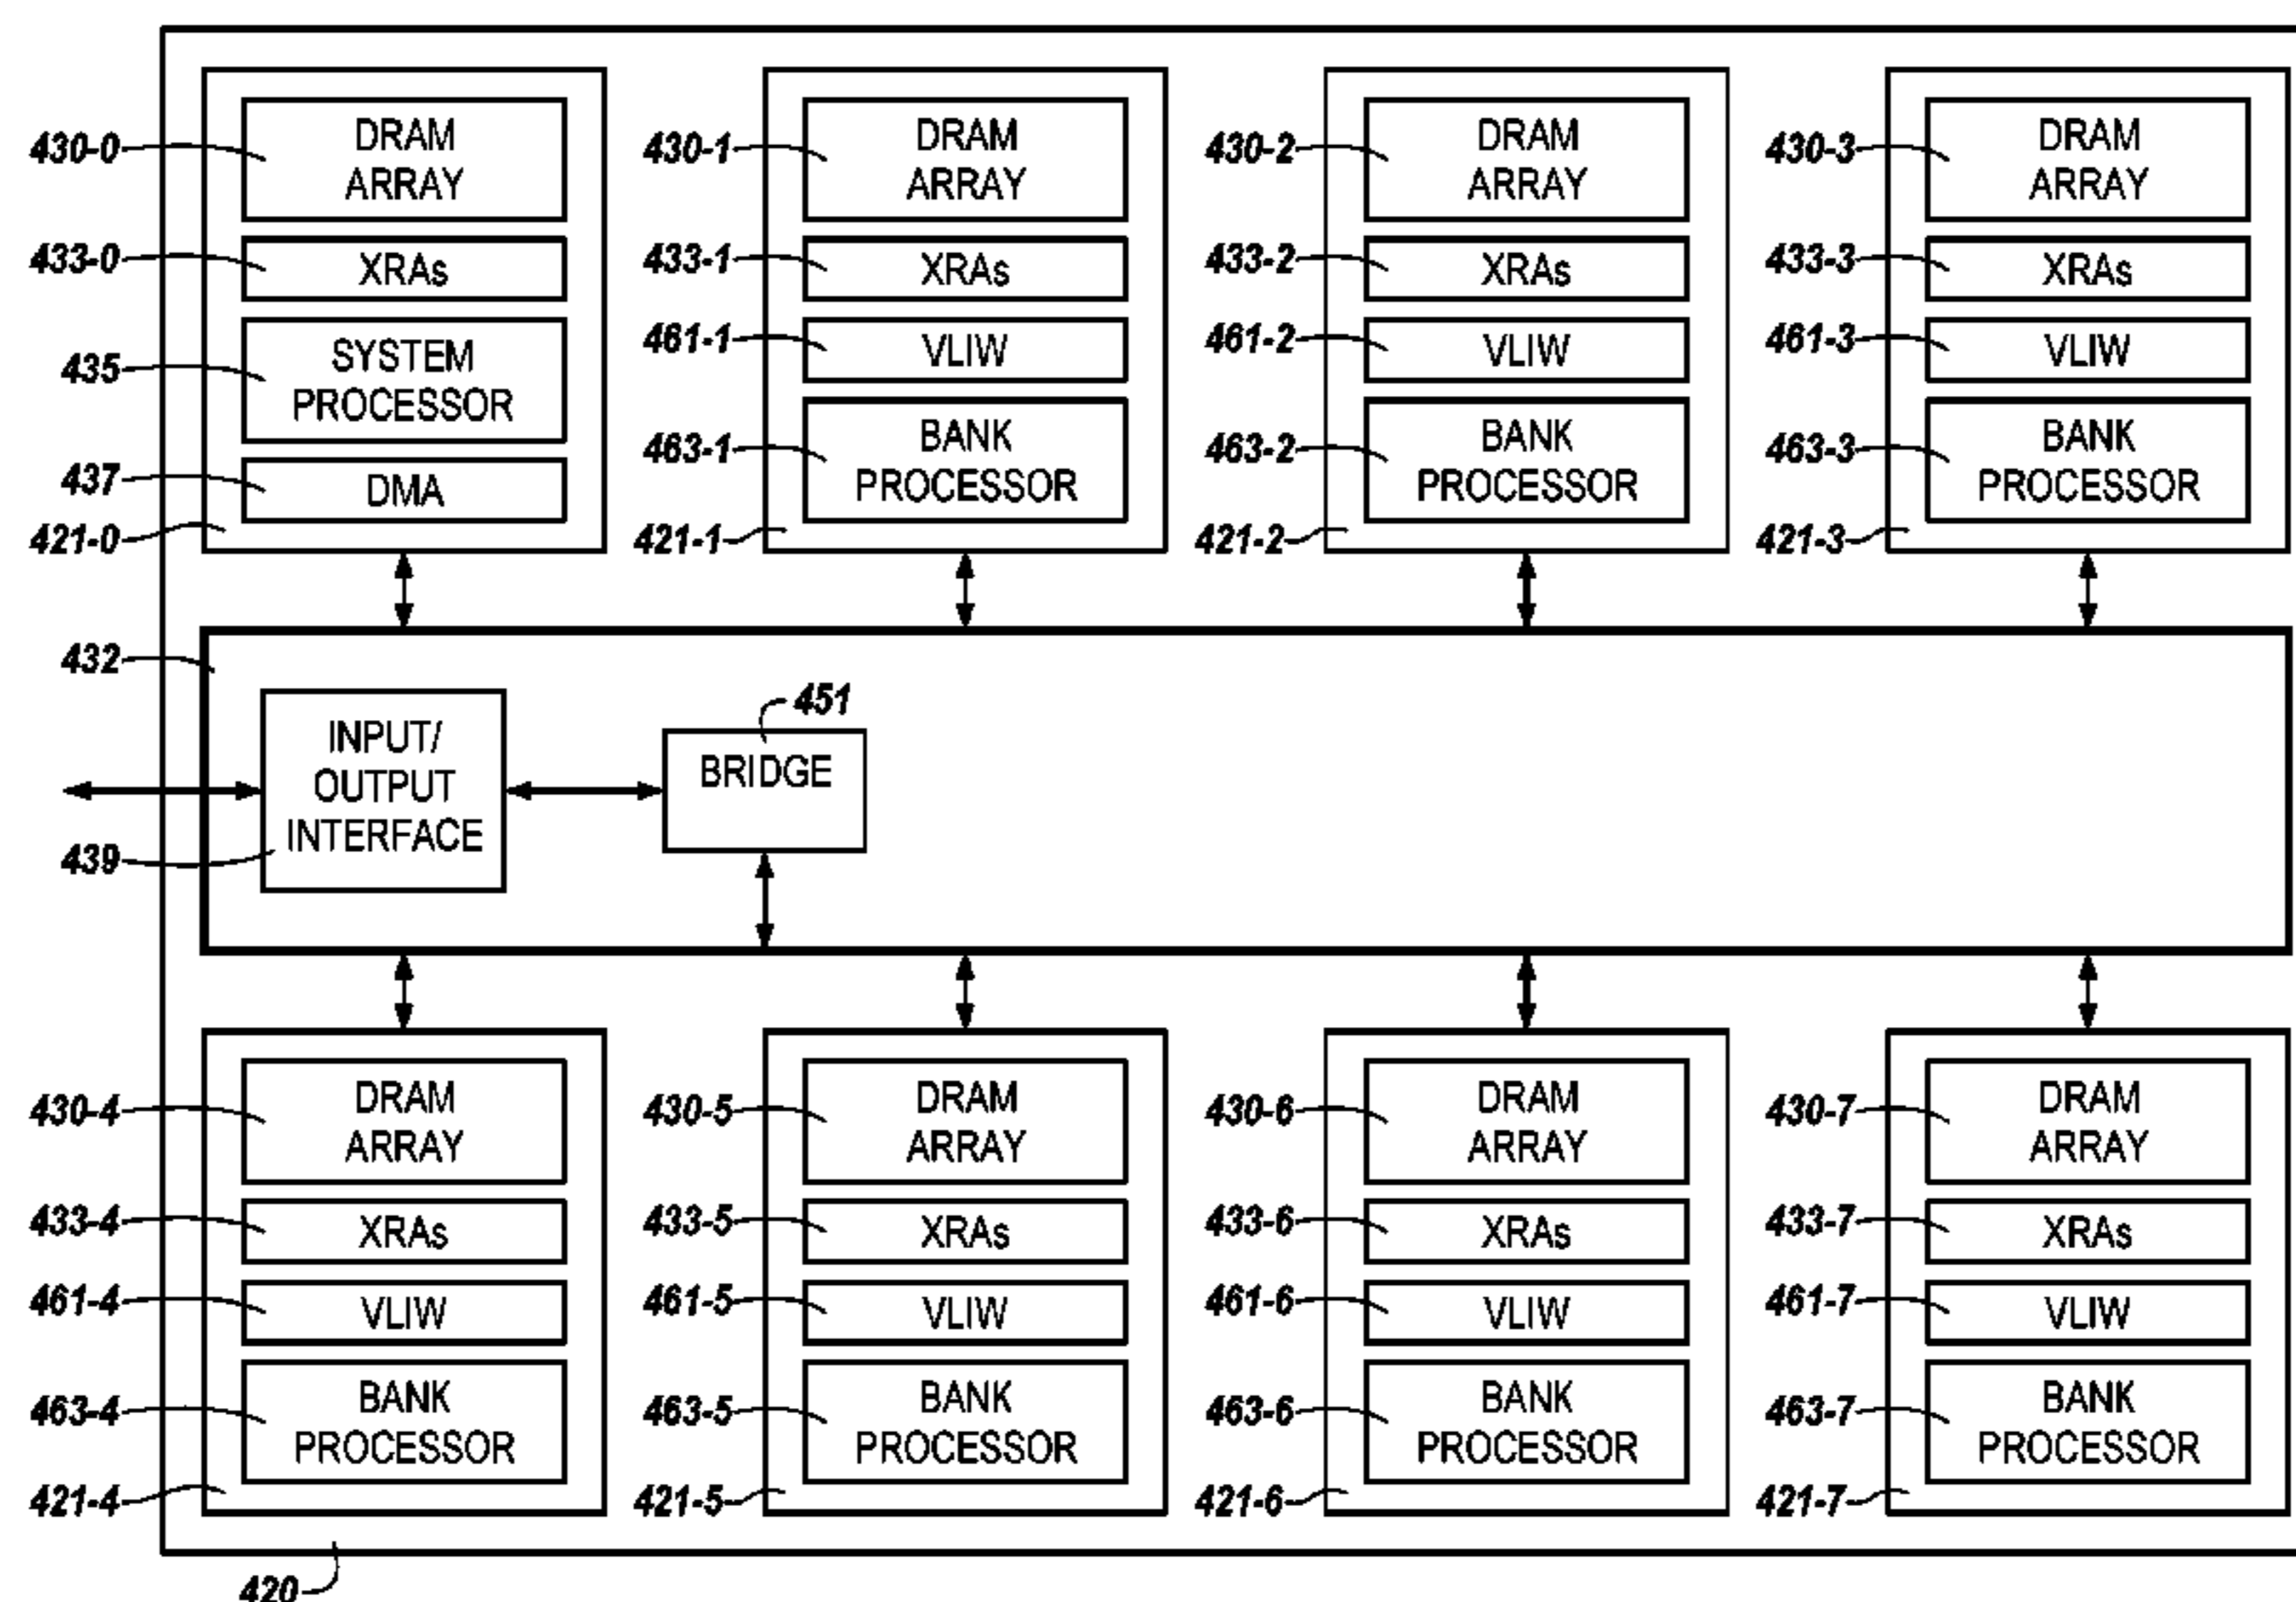 430-0
DRAM
ARRAY
433-0
XRAs
435
SYSTEM
PROCESSOR
437
DMA
421-0
430-1
DRAM
ARRAY
433-1
XRAs
461-1
VLIW
463-1
BANK
PROCESSOR
421-1
430-2
DRAM
ARRAY
433-2
XRAs
461-2
VLIW
463-2
BANK
PROCESSOR
421-2
430-3
DRAM
ARRAY
433-3
XRAs
461-3
VLIW
463-3
BANK
PROCESSOR
421-3
432
INPUT/
OUTPUT
INTERFACE
439
451
BRIDGE
430-4
DRAM
ARRAY
433-4
XRAs
461-4
VLIW
463-4
BANK
PROCESSOR
421-4
430-5
DRAM
ARRAY
433-5
XRAs
461-5
VLIW
463-5
BANK
PROCESSOR
421-5
430-6
DRAM
ARRAY
433-6
XRAs
461-6
VLIW
463-6
BANK
PROCESSOR
421-6
430-7
DRAM
ARRAY
433-7
XRAs
461-7
VLIW
463-7
BANK
PROCESSOR
421-7
420